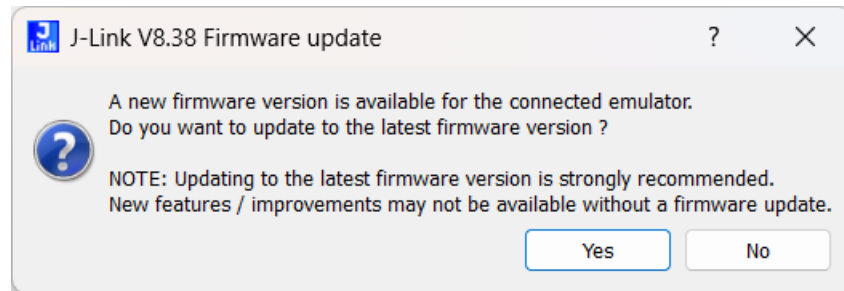 J
Link
J-Link V8.38 Firmware update
?
A new firmware version is available for the connected emulator.
Do you want to update to the latest firmware version ?
NOTE: Updating to the latest firmware version is strongly recommended.
New features / improvements may not be available without a firmware update.
Yes
No